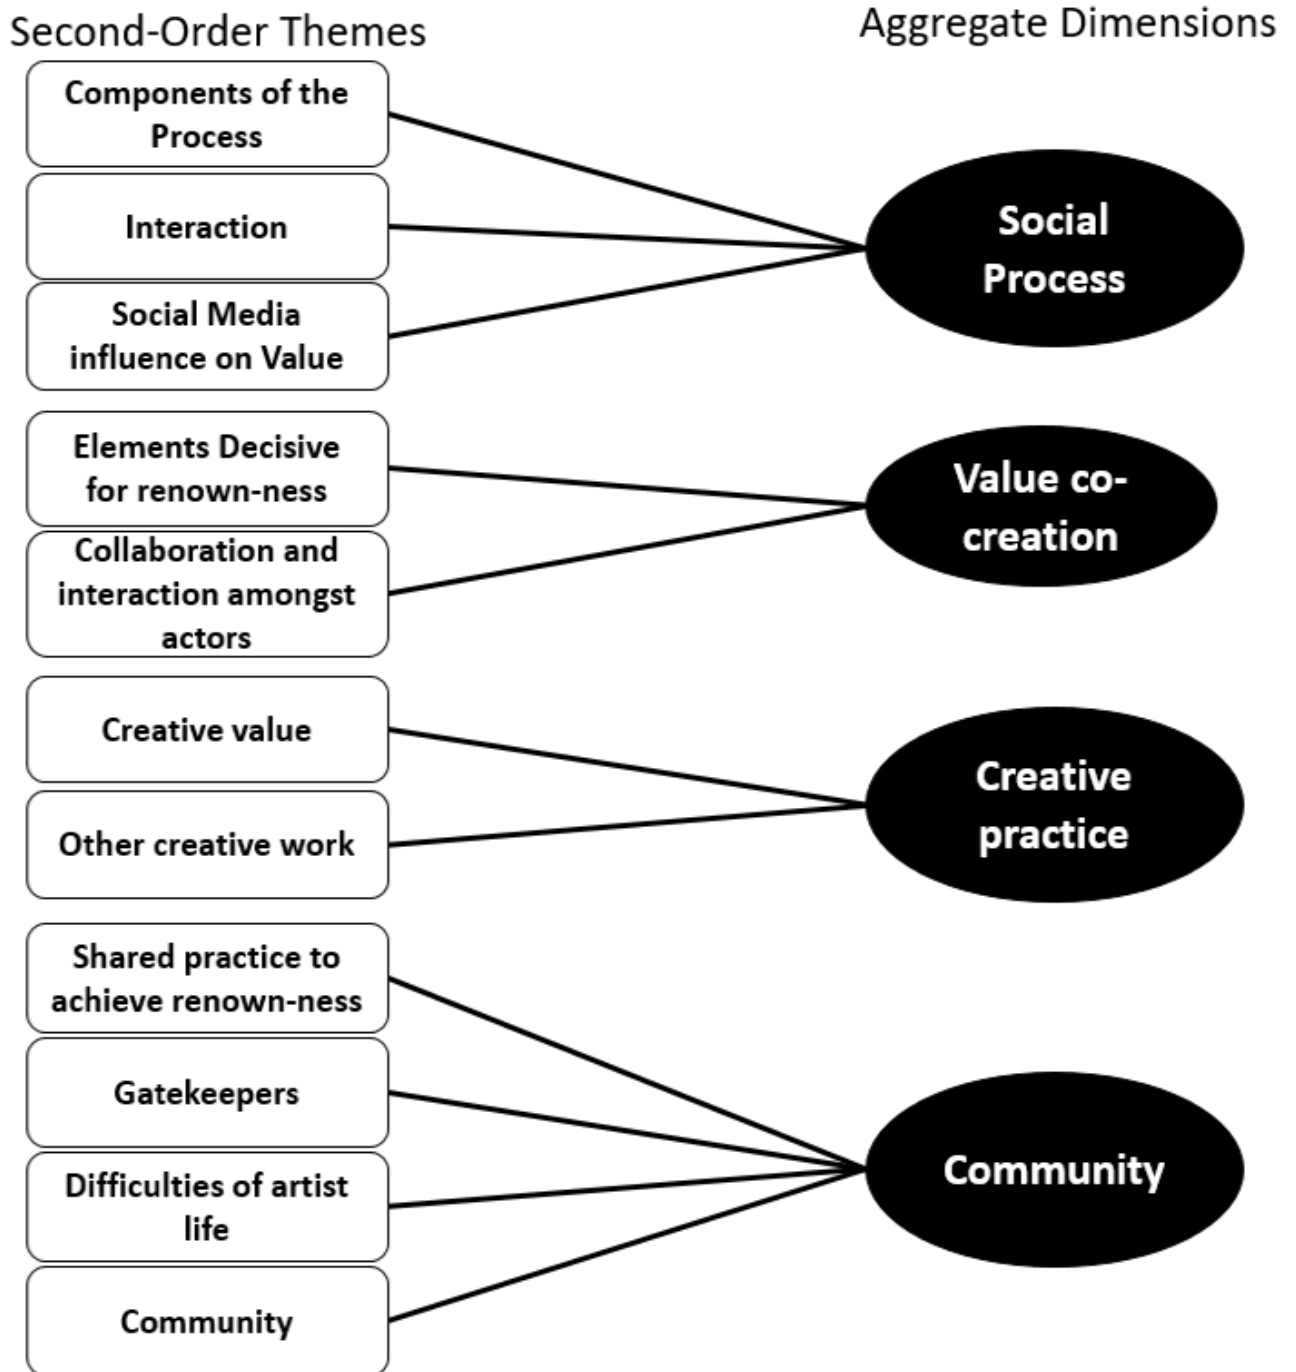 Second-Order Themes
Aggregate Dimensions
Components of the
Process
Interaction
Social Media
influence on Value
Social
Process
Elements Decisive
for renown-ness
Collaboration and
interaction amongst
actors
Value co-
creation
Creative value
Other creative work
Creative
practice
Shared practice to
achieve renown-ness
Gatekeepers
Difficulties of artist
life
Community
Community